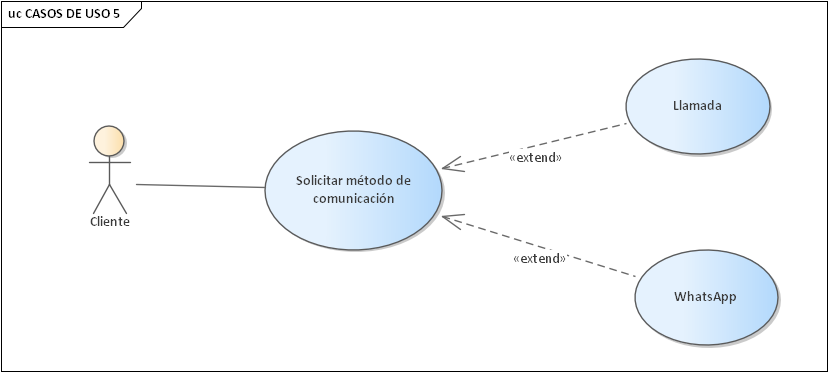 uc CASOS DE USO 5
Llamada
«extend»
Solicitar método de
comunicación
Cliente
«extend»
WhatsApp